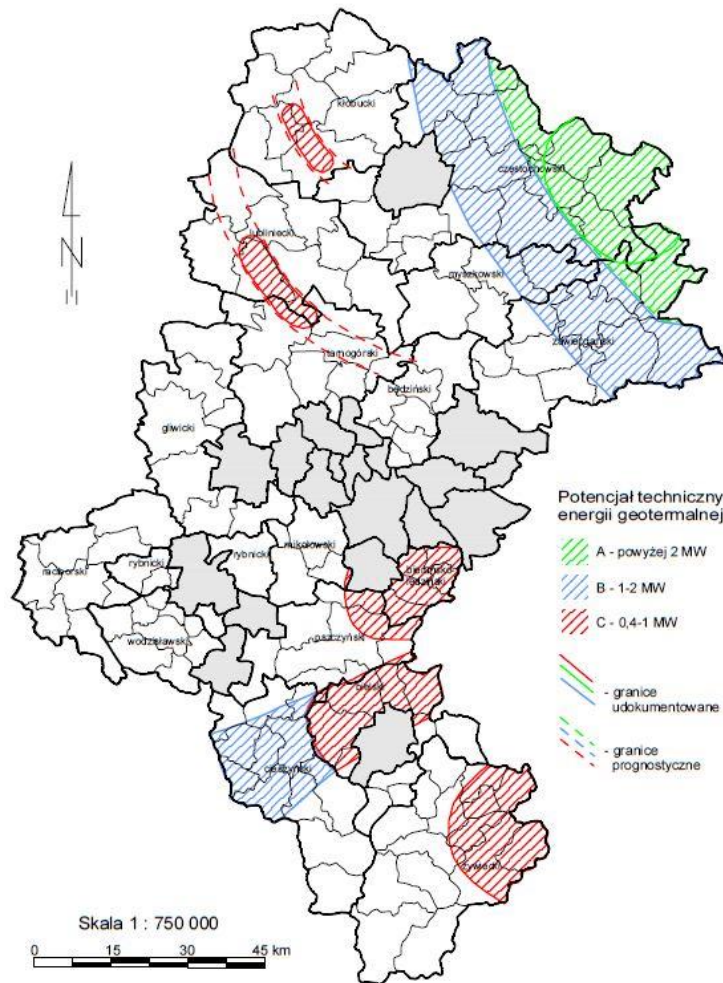 kłobucki
częstochowski
lubliniecki
myszkowski
zawierciański
tarnogórski
będziński
gliwicki
N
Potencjał techniczny
energii geotermalnej
A - powyżej 2 MW
B - 1-2 MW
C - 0,4-1 MW
- granice
udokumentowane
- granice
prognostyczne
mikołowski
rybnicki
rybnicki
raciborski
wodzisławski
pszczyński
cieszyński
żywiecki
Skala 1 : 750 000
0 15 30 45 km